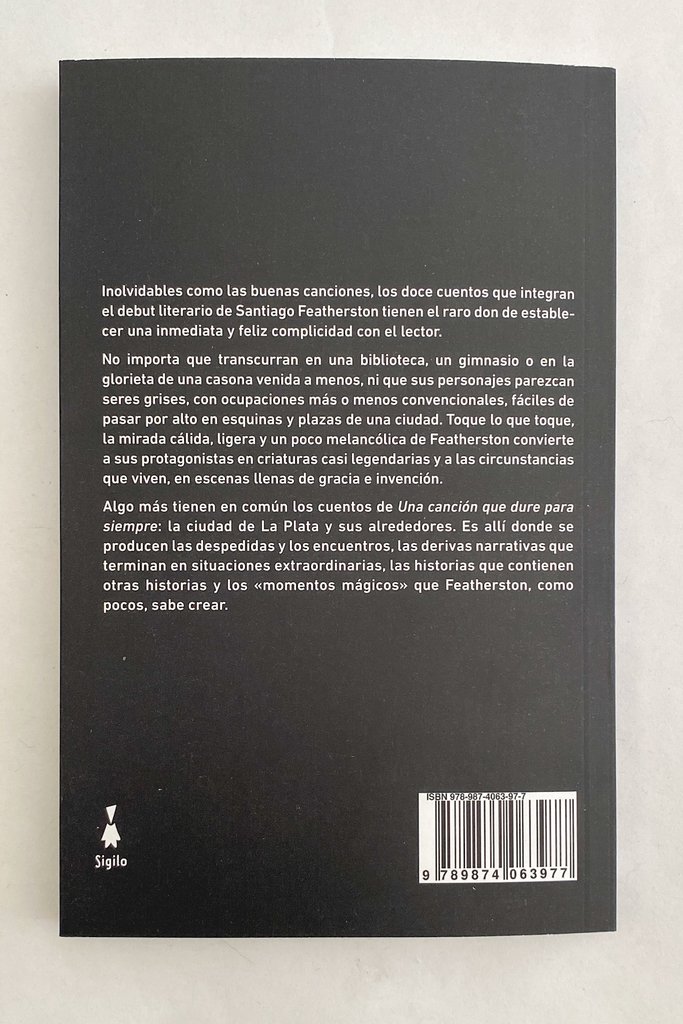 Inolvidables como las buenas canciones, los doce cuentos que integran
el debut literario de Santiago Featherston tienen el raro don de estable-
cer una inmediata y feliz complicidad con el lector.
No importa que transcurran en una biblioteca, un gimnasio o en la
glorieta de una casona venida a menos, ni que sus personajes parezcan
seres grises, con ocupaciones más o menos convencionales, fáciles de
pasar por alto en esquinas y plazas de una ciudad. Toque lo que toque,
la mirada cálida, ligera y un poco melancólica de Featherston convierte
a sus protagonistas en criaturas casi legendarias y a las circunstancias
que viven, en escenas llenas de gracia e invención.
Algo más tienen en común los cuentos de Una canción que dure para
siempre: la ciudad de La Plata y sus alrededores. Es allí donde se
producen las despedidas y los encuentros, las derivas narrativas que
terminan en situaciones extraordinarias, las historias que contienen
otras historias y los «momentos mágicos» que Featherston, como
pocos, sabe crear.
Sigilo
ISBN 978-987-4063-97-7
9 789874 063977